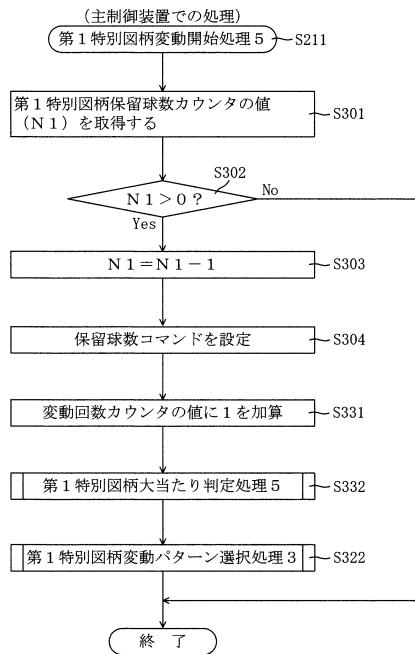 (主制御装置での処理)
第1特別図柄変動開始処理5
S211
第1特別図柄保留球数カウンタの値
(N1)を取得する
S301
S302
N1>0?
No
Yes
N1=N1-1
S303
保留球数コマンドを設定
S304
変動回数カウンタの値に1を加算
S331
第1特別図柄大当たり判定処理5
S332
第1特別図柄変動パターン選択処理3
S322
終 了